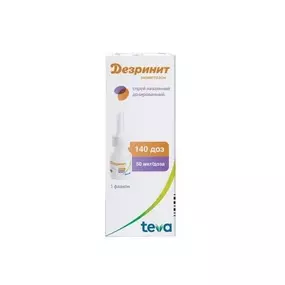 Дезринит
мометазон
спрей назальный
дозированный
140 доз
50 мкг/доза
1 флакон
teva